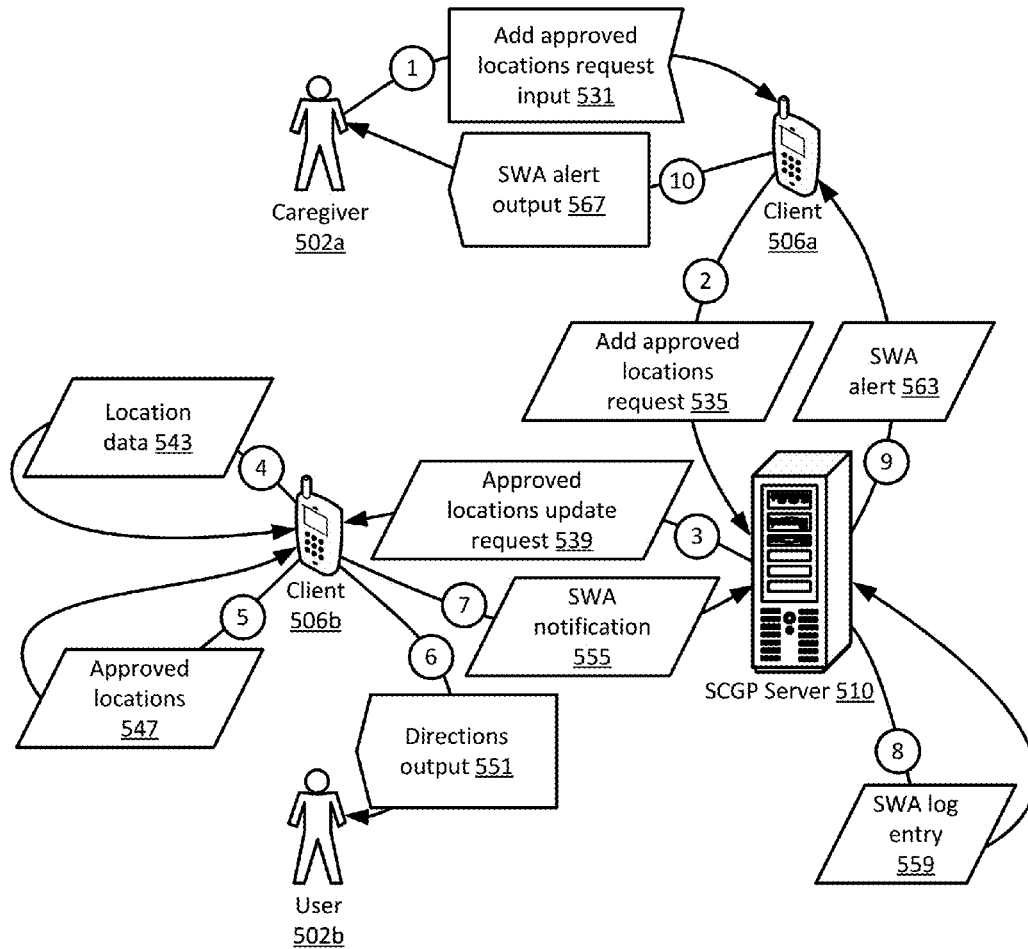 1
Add approved
locations request
input 531
SWA alert
output 567
10
Caregiver
502a
Client
506a
2
Add approved
locations
request 535
SWA
alert 563
Location
data 543
4
Approved
locations update
request 539
3
9
Client
506b
5
Approved
locations
547
7
SWA
notification
555
6
SCGP Server 510
Directions
output 551
8
SWA log
entry
559
User
502b